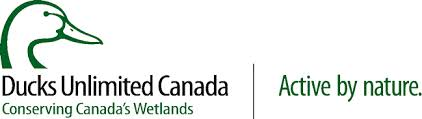 Ducks Unlimited Canada
Conserving Canada's Wetlands
Active by nature.